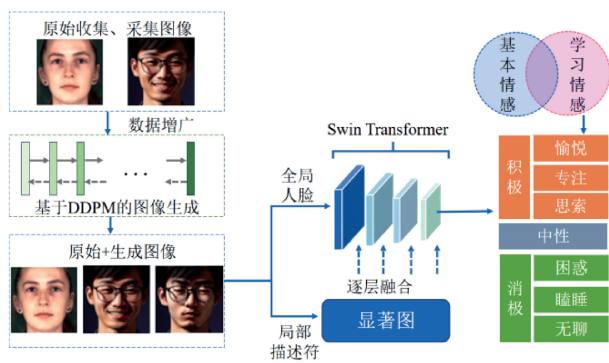 原始收集、采集图像
数据增广
基于DDPM的图像生成
原始+生成图像
全局
人脸
局部
描述符
Swin Transformer
逐层融合
显著图
基本情感
学习情感
积极
愉悦
专注
思索
中性
消极
困惑
瞌睡
无聊